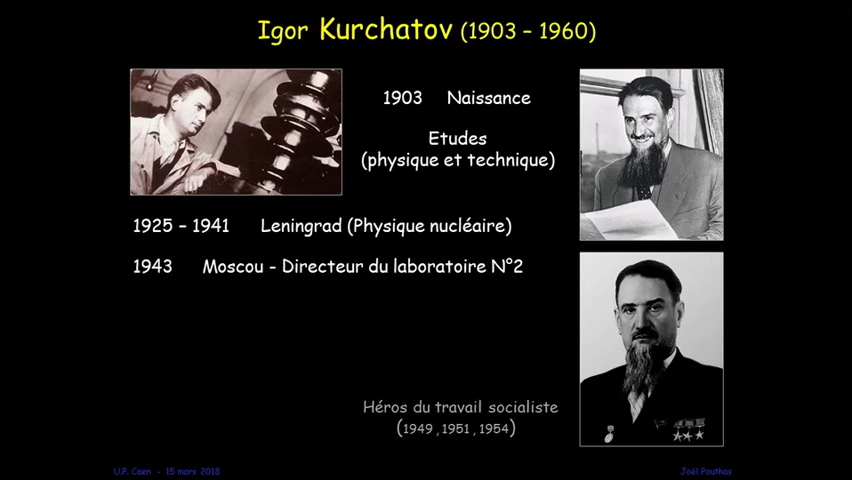 Igor Kurchatov (1903 – 1960)
1903 Naissance
Etudes
(physique et technique)
1925 – 1941 Leningrad (Physique nucléaire)
1943 Moscou - Directeur du laboratoire N°2
Héros du travail socialiste
(1949 , 1951 , 1954)
U.P. Caen - 15 mars 2018
Joël Pouthas